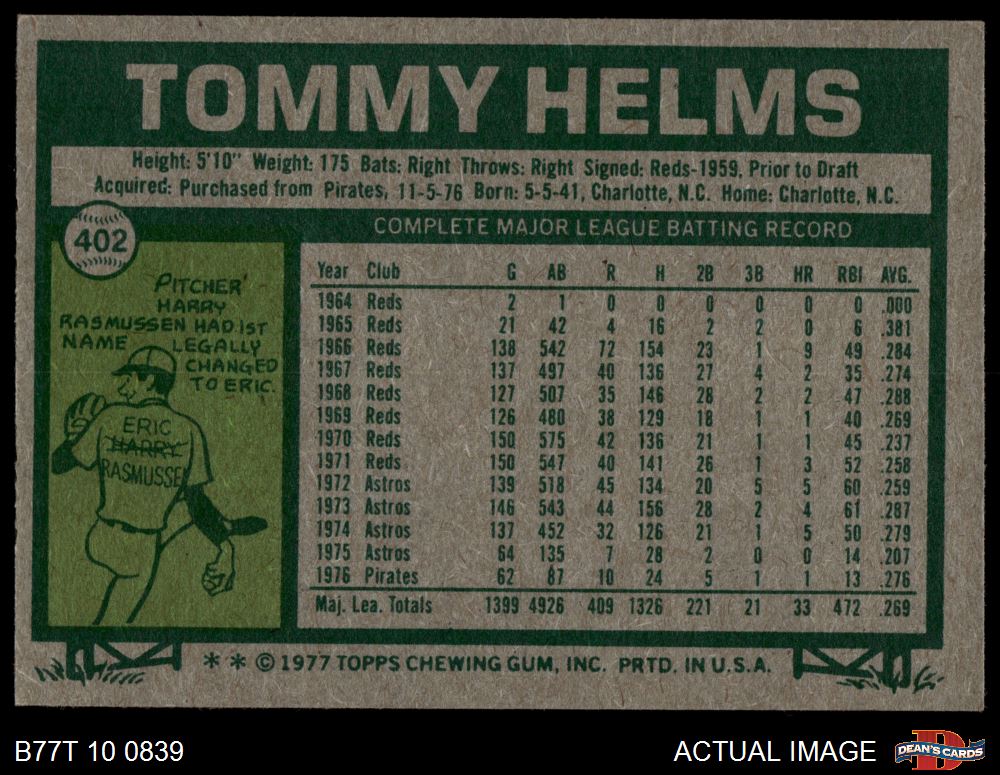 TOMMY HELMS
Height: 5'10" Weight: 175 Bats: Right Throws: Right Signed: Reds-1959, Prior to Draft
Acquired: Purchased from Pirates, 11-5-76 Born: 5-5-41, Charlotte, N.C. Home: Charlotte, N.C.
402
PITCHER
HARRY
RASMUSSEN HAD 1ST
NAME LEGALLY
CHANGED
TO ERIC.
ERIC
HARRY
RASMUSSE
COMPLETE MAJOR LEAGUE BATTING RECORD
Year Club G AB R H 2B 3B HR RBI AVG.
1964 Reds 2 1 0 0 0 0 0 0 .000
1965 Reds 21 42 4 16 2 2 0 6 .381
1966 Reds 138 542 72 154 23 1 9 49 .284
1967 Reds 137 497 40 136 27 4 2 35 .274
1968 Reds 127 507 35 146 28 2 2 47 .288
1969 Reds 126 480 38 129 18 1 1 40 .269
1970 Reds 150 575 42 136 21 1 1 45 .237
1971 Reds 150 547 40 141 26 1 3 52 .258
1972 Astros 139 518 45 134 20 5 5 60 .259
1973 Astros 146 543 44 156 28 2 4 61 .287
1974 Astros 137 452 32 126 21 1 5 50 .279
1975 Astros 64 135 7 28 2 0 0 14 .207
1976 Pirates 62 87 10 24 5 1 1 13 .276
Maj. Lea. Totals 1399 4926 409 1326 221 21 33 472 .269
* * © 1977 TOPPS CHEWING GUM, INC. PRTD. IN U.S.A.
B77T 10 0839
ACTUAL IMAGE
D
DEAN'S CARDS